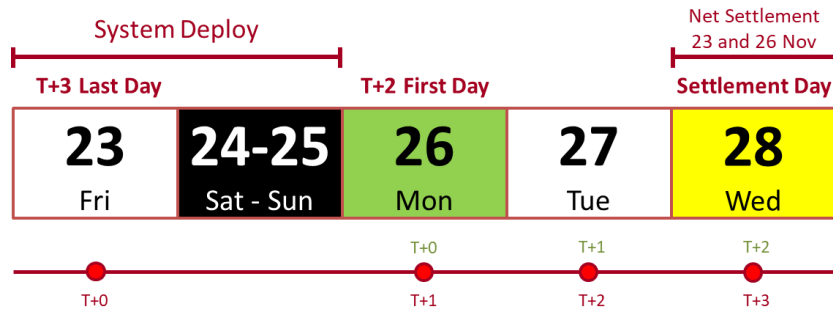 System Deploy
Net Settlement
23 and 26 Nov
T+3 Last Day
T+2 First Day
Settlement Day
23
24-25
26
27
28
Fri
Sat - Sun
Mon
Tue
Wed
T+0
T+1
T+2
T+0
T+1
T+2
T+3